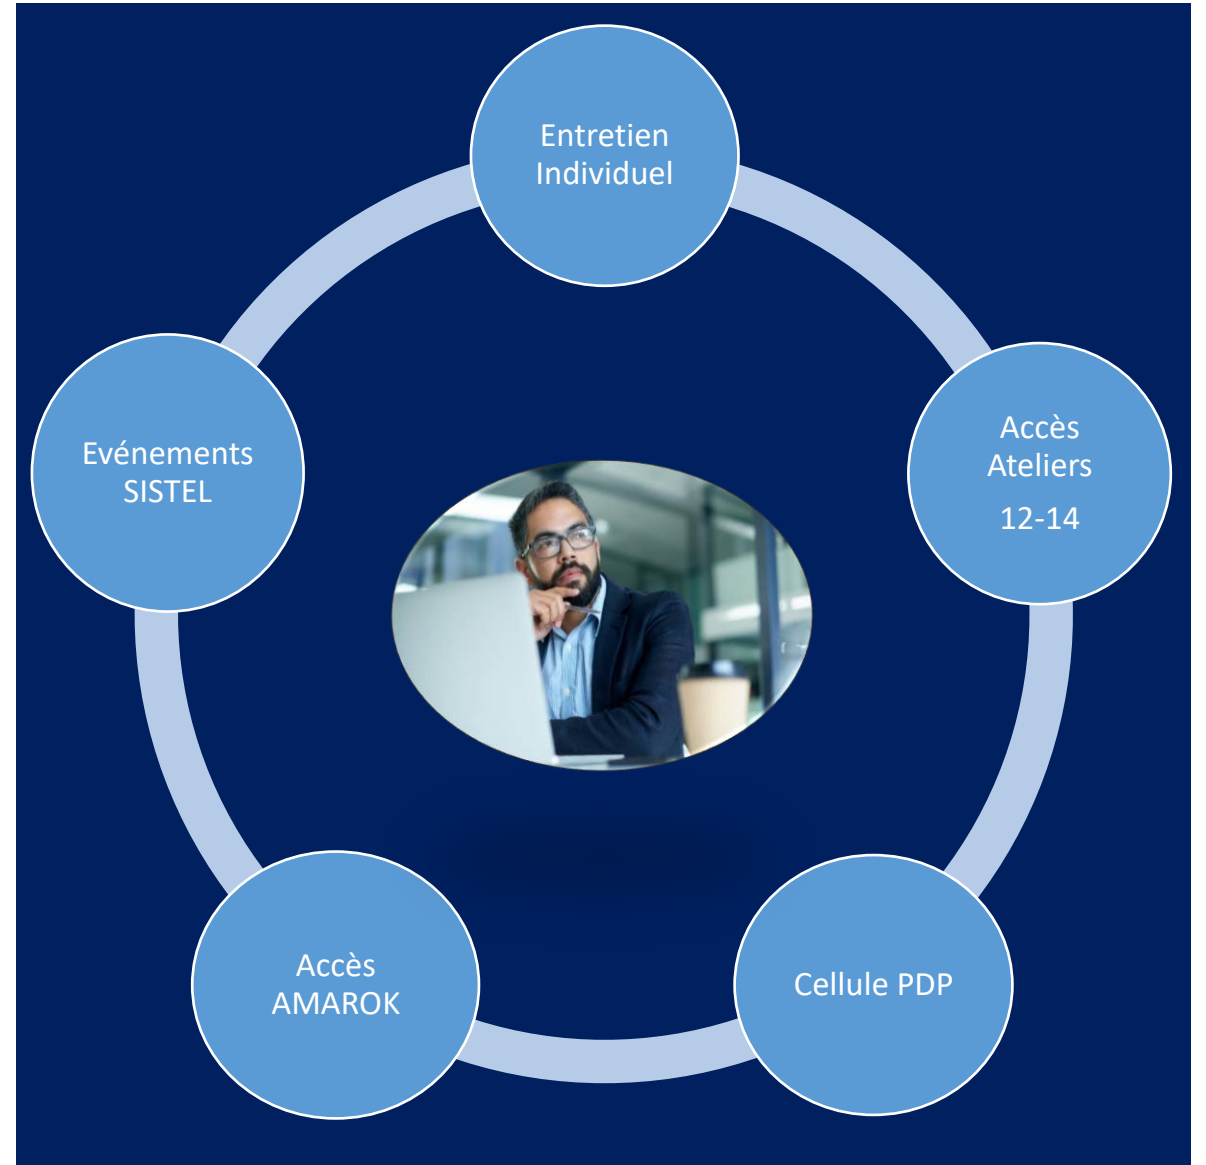 Entretien
Individuel
Accès
Ateliers
12-14
Cellule PDP
Accès
AMAROK
Evénements
SISTEL